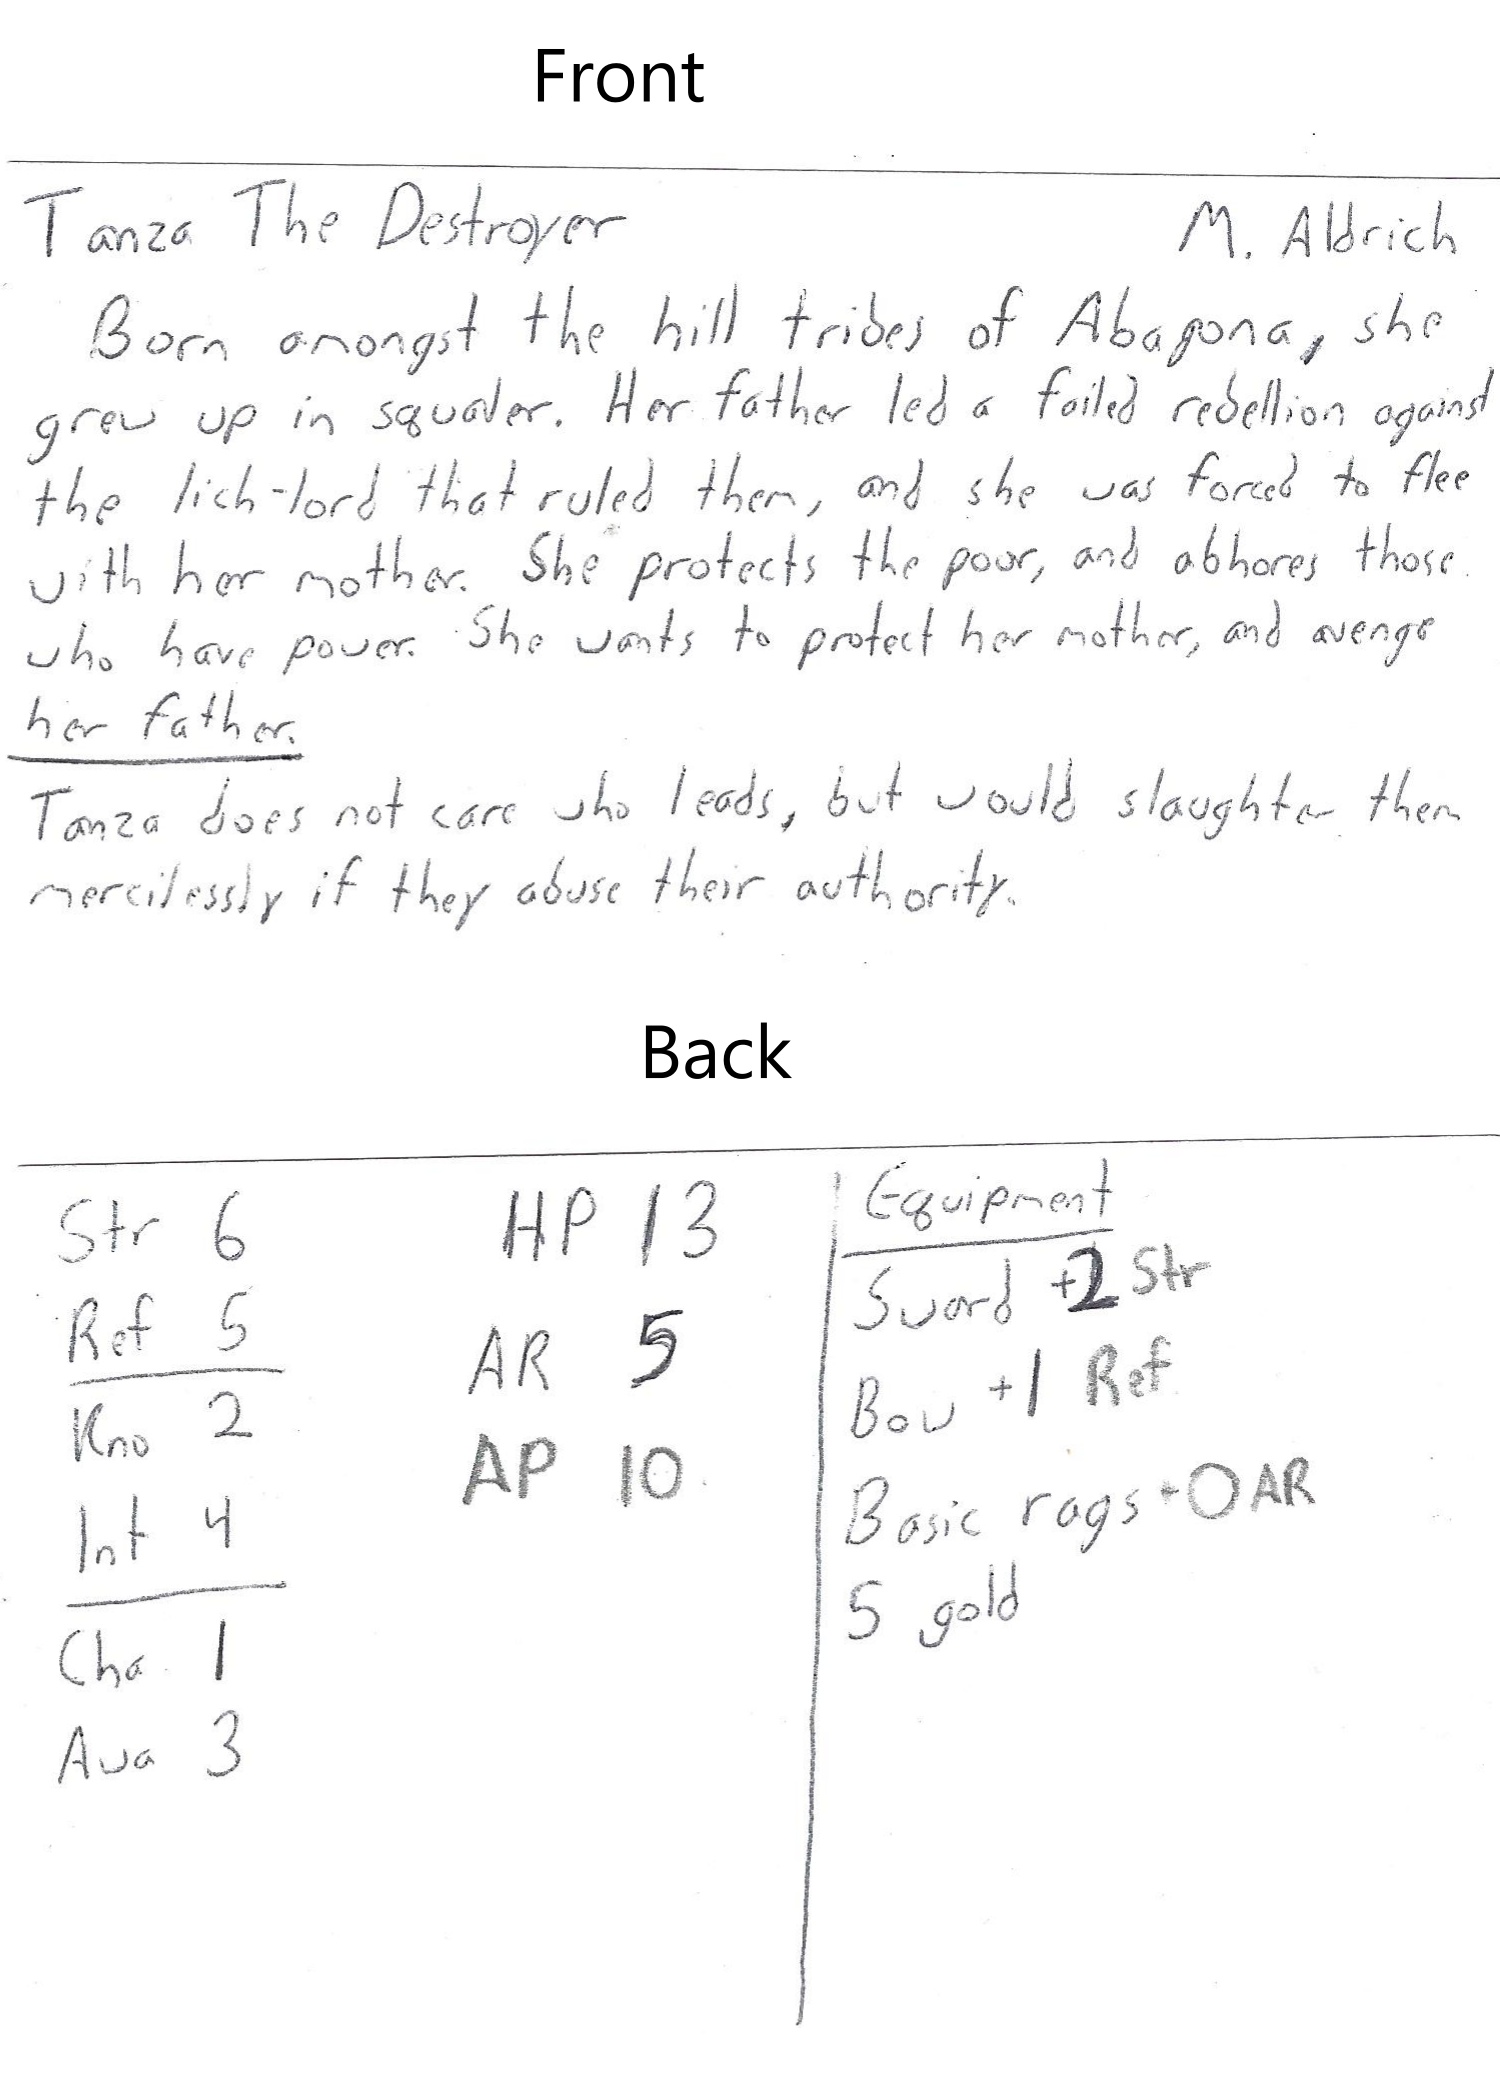 Front
Tanza The Destroyer M. Aldrich
Born amongst the hill tribes of Abagona, she
grew up in squaler. Her father led a failed rebellion against
the lich-lord that ruled them, and she was forced to flee
with her mother. She protects the poor, and abhores those
who have power. She wants to protect her mother, and avenge
her father.
Tanza does not care who leads, but would slaughter them
mercilessly if they abuse their authority.
Back
Str 6 HP 13 Equipment
Sword +2 Str
Ref 5 AR 5
Bow +1 Ref
Kno 2 AP 10
Basic rags +0 AR
Int 4
5 gold
Cha 1
Awa 3